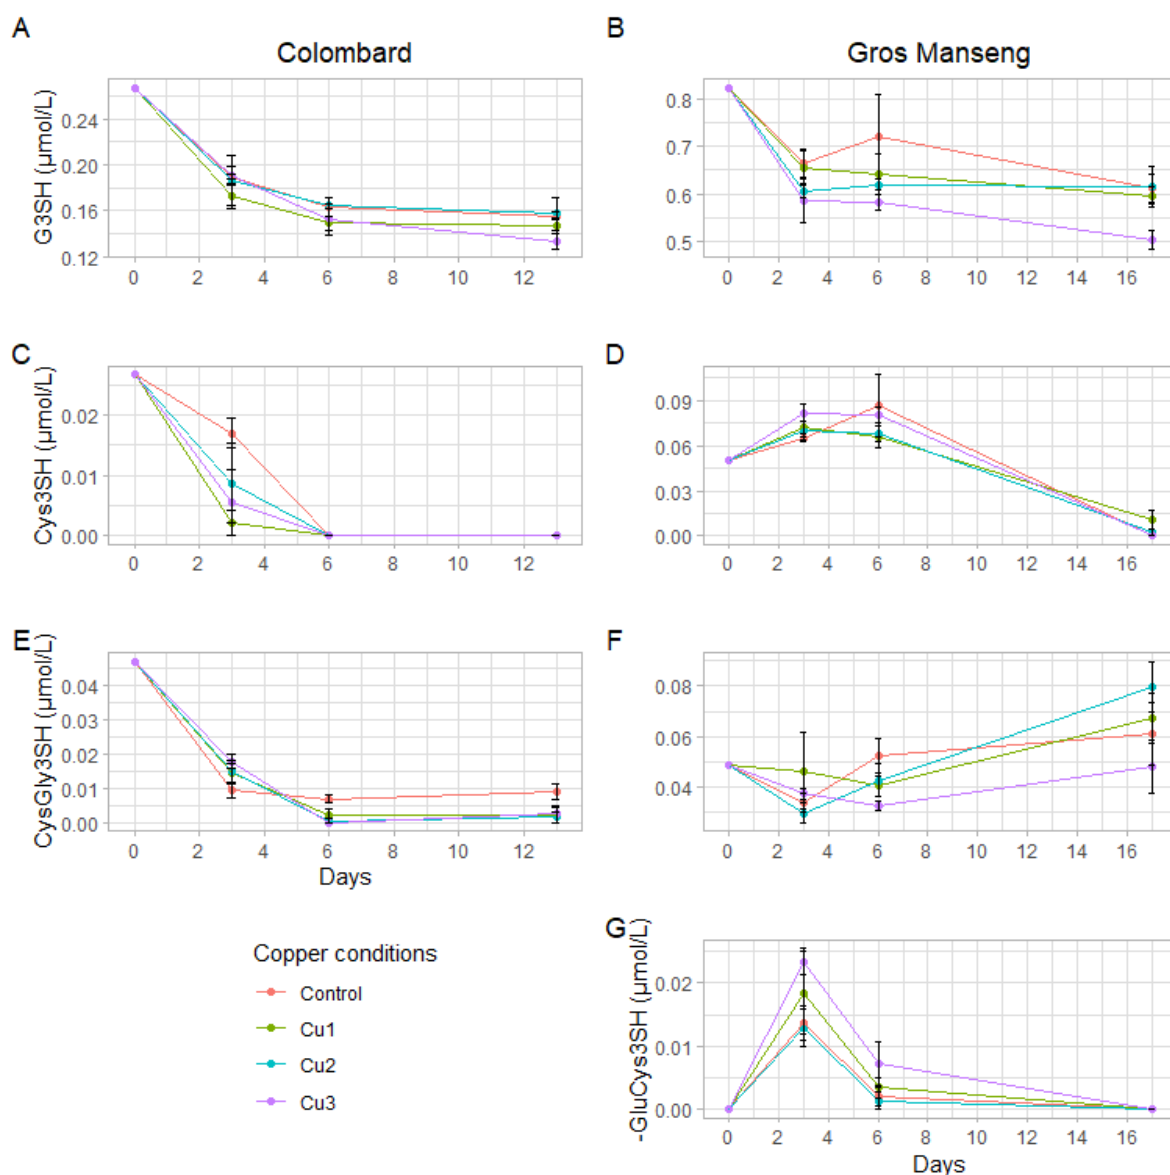 A
B
Colombard
Gros Manseng
G3SH (µmol/L)
0.24
0.20
0.16
0.12
0 2 4 6 8 10 12
0.8
0.7
0.6
0.5
0 2 4 6 8 10 12 14 16
C
D
Cys3SH (µmol/L)
0.02
0.01
0.00
0 2 4 6 8 10 12
0.09
0.06
0.03
0.00
0 2 4 6 8 10 12 14 16
E
F
CysGly3SH (µmol/L)
0.04
0.03
0.02
0.01
0.00
0 2 4 6 8 10 12
Days
0.08
0.06
0.04
0 2 4 6 8 10 12 14 16
Copper conditions
Control
Cu1
Cu2
Cu3
G
-GluCys3SH (µmol/L)
0.02
0.01
0.00
0 2 4 6 8 10 12 14 16
Days